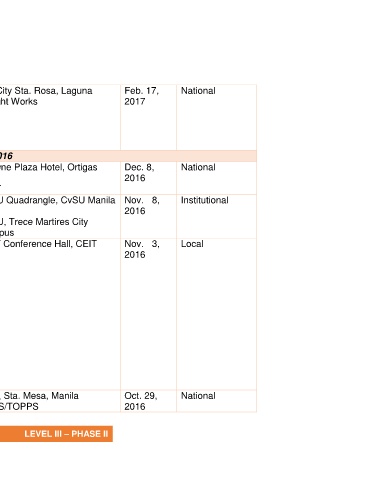 City Sta. Rosa, Laguna Feb. 17, National
ht Works 2017
016
ne Plaza Hotel, Ortigas Dec. 8, National
2016
U Quadrangle, CvSU Manila Nov. 8, Institutional
2016
U, Trece Martires City
pus
Conference Hall, CEIT Nov. 3, Local
2016
, Sta. Mesa, Manila Oct. 29, National
S/TOPPS 2016
LEVEL III – PHASE II